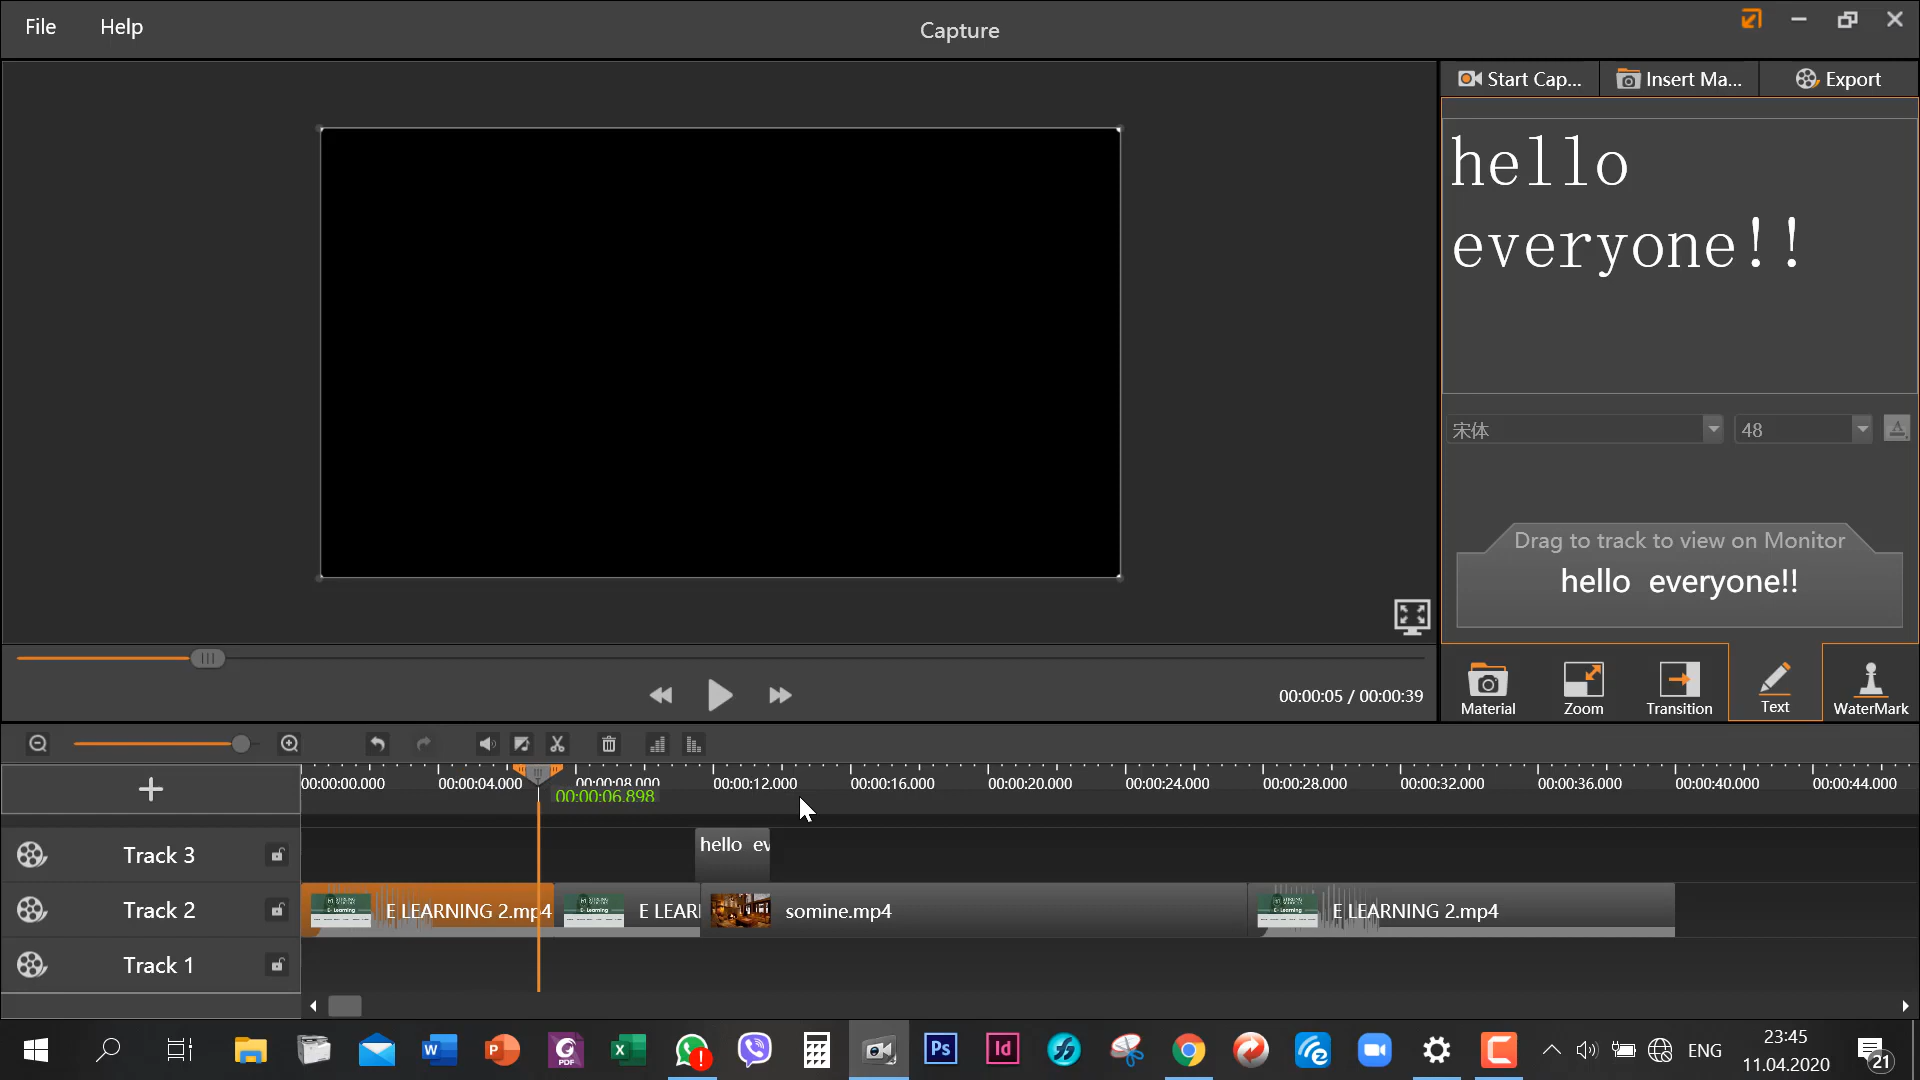 File Help
Capture
Start Cap...
Insert Ma...
Export
hello
everyone!!
宋体
48
Drag to track to view on Monitor
hello everyone!!
00:00:05 / 00:00:39
Material
Zoom
Transition
Text
WaterMark
00:00:00.000
00:00:04.000
00:00:08.000
00:00:12.000
00:00:16.000
00:00:20.000
00:00:24.000
00:00:28.000
00:00:32.000
00:00:36.000
00:00:40.000
00:00:44.000
00:00:06.898
Track 3
hello ev
Track 2
E LEARNING 2.mp4
E LEARI
somine.mp4
E LEARNING 2.mp4
Track 1
ENG
23:45
11.04.2020
21